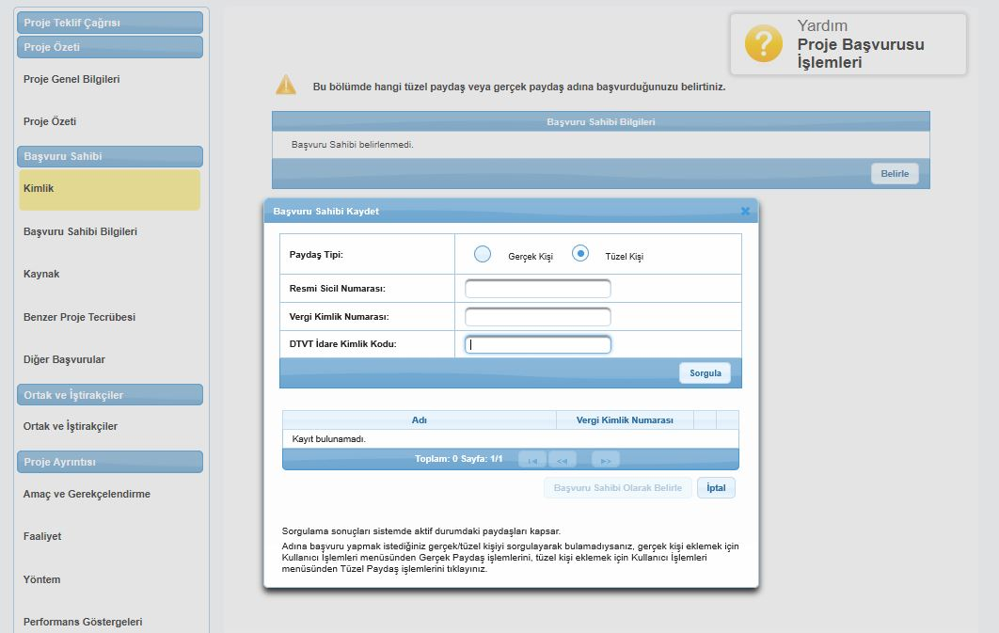 Proje Teklif Çağrısı
Proje Özeti
Proje Genel Bilgileri
Proje Özeti
Başvuru Sahibi
Kimlik
Başvuru Sahibi Bilgileri
Kaynak
Benzer Proje Tecrübesi
Diğer Başvurular
Ortak ve İştirakçiler
Ortak ve İştirakçiler
Proje Ayrıntısı
Amaç ve Gerekçelendirme
Faaliyet
Yöntem
Performans Göstergeleri
Yardım
Proje Başvurusu
İşlemleri
Bu bölümde hangi tüzel paydaş veya gerçek paydaş adına başvurduğunuzu belirtiniz.
Başvuru Sahibi Bilgileri
Başvuru Sahibi belirlenmedi.
Belirle
Başvuru Sahibi Kaydet
Paydaş Tipi:
Gerçek Kişi
Tüzel Kişi
Resmi Sicil Numarası:
Vergi Kimlik Numarası:
DTVT İdare Kimlik Kodu:
Sorgula
Adı
Vergi Kimlik Numarası
Kayıt bulunamadı.
Toplam: 0 Sayfa: 1/1
Başvuru Sahibi Olarak Belirle
İptal
Sorgulama sonuçları sistemde aktif durumdaki paydaşları kapsar.
Adına başvuru yapmak istediğiniz gerçek/tüzel kişiyi sorgulayarak bulamadıysanız, gerçek kişi eklemek için
Kullanıcı İşlemleri menüsünden Gerçek Paydaş işlemlerini, tüzel kişi eklemek için Kullanıcı İşlemleri
menüsünden Tüzel Paydaş işlemlerini tıklayınız.